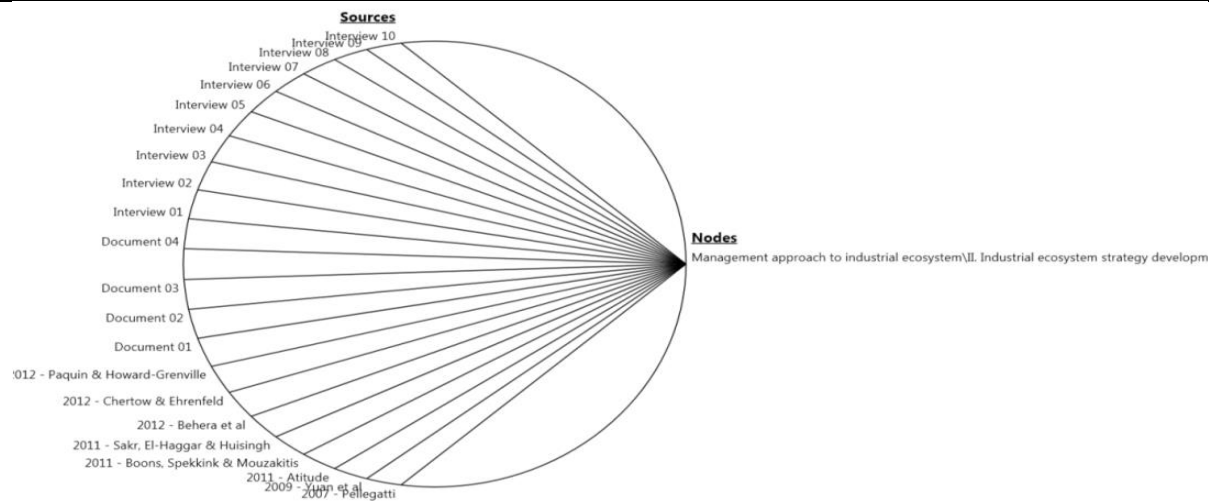 Sources
Interview 10
Interview 09
Interview 08
Interview 07
Interview 06
Interview 05
Interview 04
Interview 03
Interview 02
Interview 01
Document 04
Nodes
Management approach to industrial ecosystem\II. Industrial ecosystem strategy developm
Document 03
Document 02
Document 01
2012 - Paquin & Howard-Grenville
2012 - Chertow & Ehrenfeld
2012 - Behera et al
2011 - Sakr, El-Haggar & Huisingh
2011 - Boons, Spekkink & Mouzakitis
2011 - Atitude
2009 - Yuan et al
2007 - Pellegatti